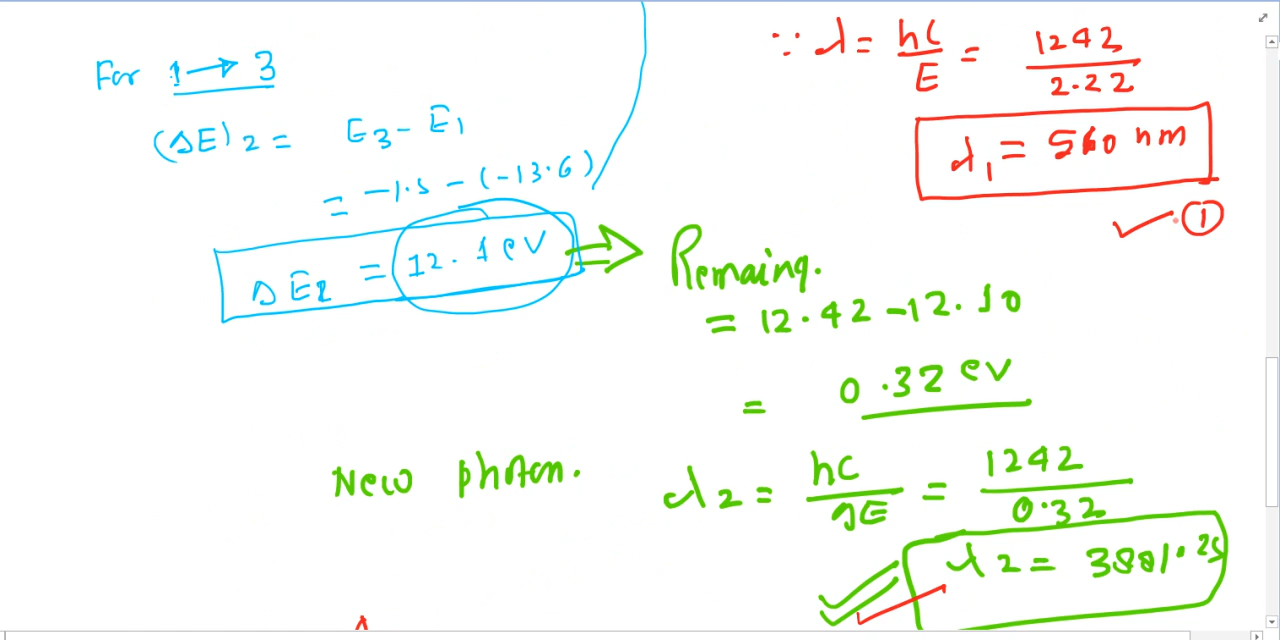 For 1 → 3
(ΔE)2 = E3 - E1
= -1.5 - (-13.6)
ΔE2 = 12.1 eV
∵ λ = hC/E = 1242/2.22
λ1 = 560 nm
①
Remaing.
= 12.42 - 12.10
= 0.32 eV
New photon.
λ2 = hC/ΔE = 1242/0.32
λ2 = 3881.25